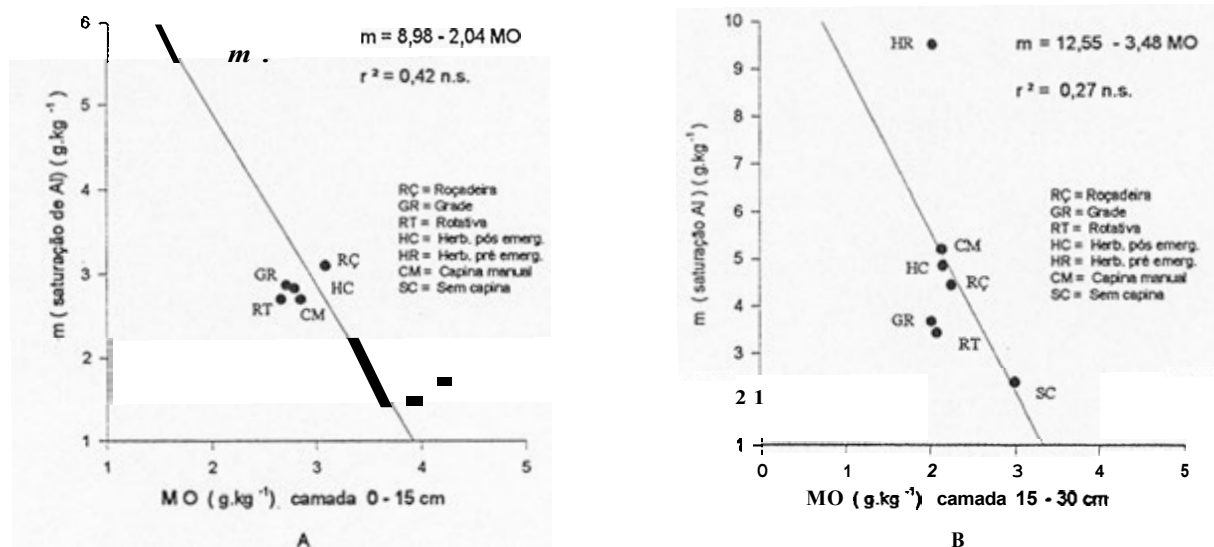 6
5
4
3
2
1
m ( saturação de Al) ( g.kg -1 )
m .
m = 8,98 - 2,04 MO
r ² = 0,42 n.s.
RÇ = Roçadeira
GR = Grade
RT = Rotativa
HC = Herb. pós emerg.
HR = Herb. pré emerg.
CM = Capina manual
SC = Sem capina
RÇ
GR
HC
RT
CM
1 2 3 4 5
MO ( g.kg -1 ) camada 0 - 15 cm
A
10
9
8
7
6
5
4
3
2 1
1
m ( saturação Al ) ( g.kg -1 )
HR
m = 12,55 - 3,48 MO
r ² = 0,27 n.s.
RÇ = Roçadeira
GR = Grade
RT = Rotativa
HC = Herb. pós emerg.
HR = Herb. pré emerg.
CM = Capina manual
SC = Sem capina
CM
HC
RÇ
GR
RT
SC
0 1 2 3 4 5
MO ( g.kg -1 ) camada 15 - 30 cm
B